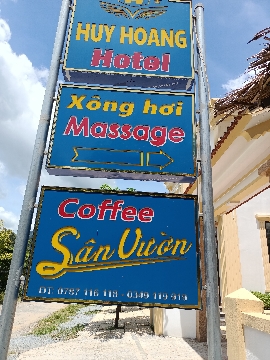 HUY HOANG
Hotel
Xông hơi
Massage
Coffee
Sân Vườn
ĐT: 0787 116 118 - 0349 119 919